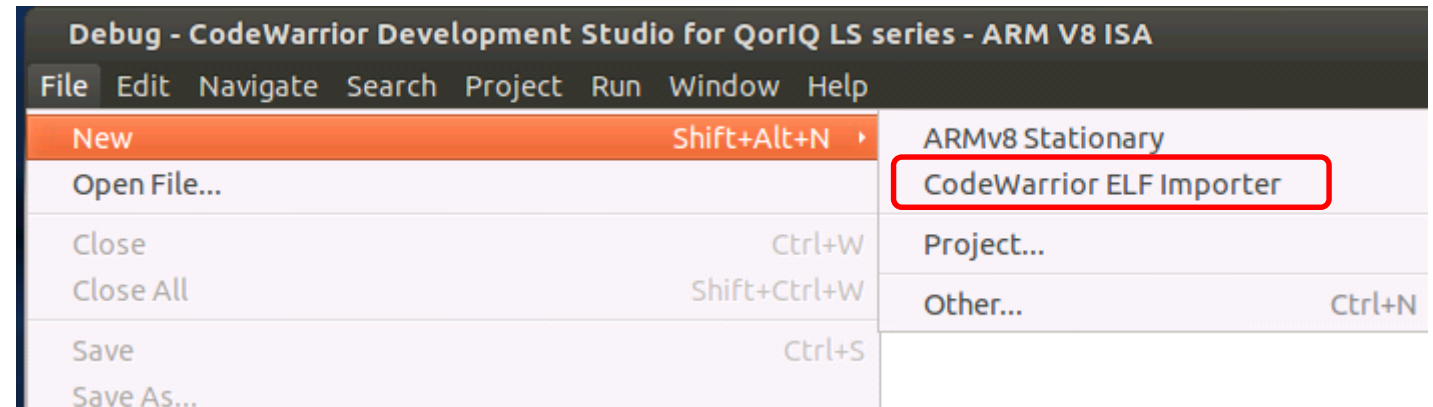 Debug - CodeWarrior Development Studio for QorIQ LS series - ARM V8 ISA
File Edit Navigate Search Project Run Window Help
New Shift+Alt+N
Open File...
Close Ctrl+W
Close All Shift+Ctrl+W
Save Ctrl+S
Save As...
ARMv8 Stationary
CodeWarrior ELF Importer
Project...
Other... Ctrl+N